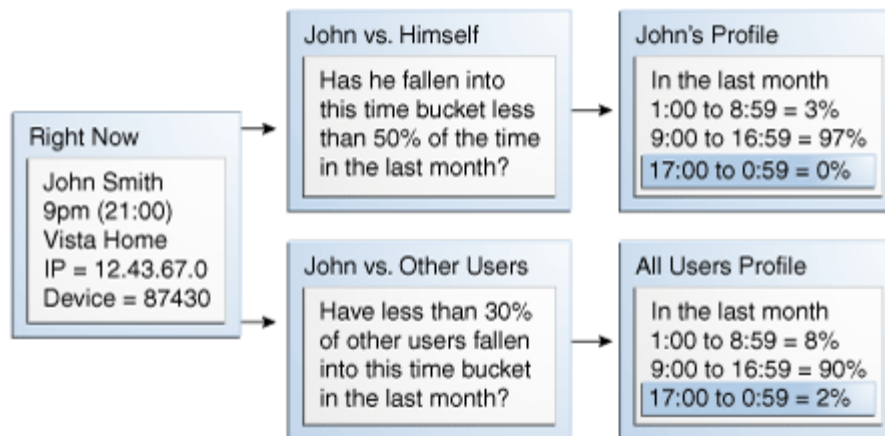 Right Now
John Smith
9pm (21:00)
Vista Home
IP = 12.43.67.0
Device = 87430
John vs. Himself
Has he fallen into
this time bucket less
than 50% of the time
in the last month?
John's Profile
In the last month
1:00 to 8:59 = 3%
9:00 to 16:59 = 97%
17:00 to 0:59 = 0%
John vs. Other Users
Have less than 30%
of other users fallen
into this time bucket
in the last month?
All Users Profile
In the last month
1:00 to 8:59 = 8%
9:00 to 16:59 = 90%
17:00 to 0:59 = 2%